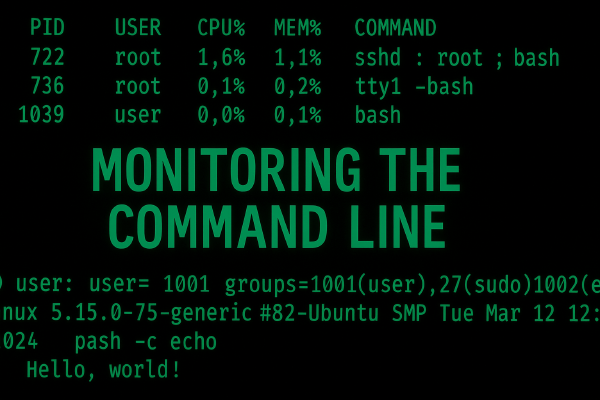 PID USER CPU% MEM% COMMAND
722 root 1,6% 1,1% sshd : root ; bash
736 root 0,1% 0,2% tty1 -bash
1039 user 0,0% 0,1% bash
MONITORING THE
COMMAND LINE
) user: user= 1001 groups=1001(user),27(sudo)1002(e
nux 5.15.0-75-generic #82-Ubuntu SMP Tue Mar 12 12:
024 pash -c echo
Hello, world!